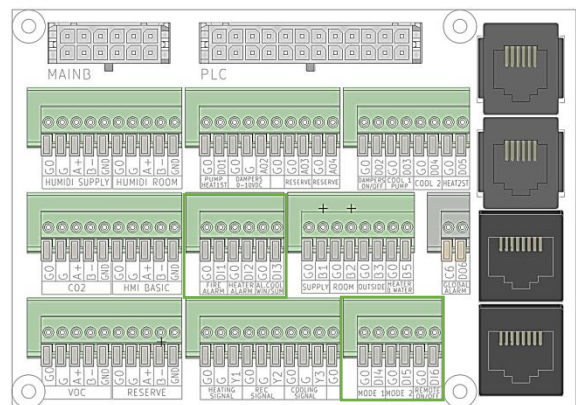 MAINB PLC
G0 G A+ B- GND G0 G A+ B- GND
HUMIDI SUPPLY HUMIDI ROOM
G0 DO1 G0 G AO2 G0 G0 AO3 G0 AO4
PUMP DAMPERS
HEAT1ST 0-10VDC RESERVE RESERVE
G0 DO2 G0 DO3 G0 DO4 G0 DO5
DAMPERS COOL 1
ON/OFF PUMP COOL 2 HEAT2ST
G0 G A+ B- GND G0 G A+ B- GND
CO2 HMI BASIC
G0 DI1 G0 DI2 G0 DI3
FIRE HEATER AL.COOL
ALARM ALARM WIN/SUM
G0 B1 G0 B2 G0 B3 G0 B5
SUPPLY ROOM OUTSIDE HEATER
WATER
C6 DO6
GLOBAL
ALARM
G0 G A+ B- GND G0 G A+ B- GND
VOC RESERVE
G0 G Y1 G0 G Y2 G0 G Y3 G0
HEATING REC COOLING
SIGNAL SIGNAL SIGNAL
G0 DI4 G0 DI5 G0 DI6
MODE 1 MODE 2 REMOTE
ON/OFF